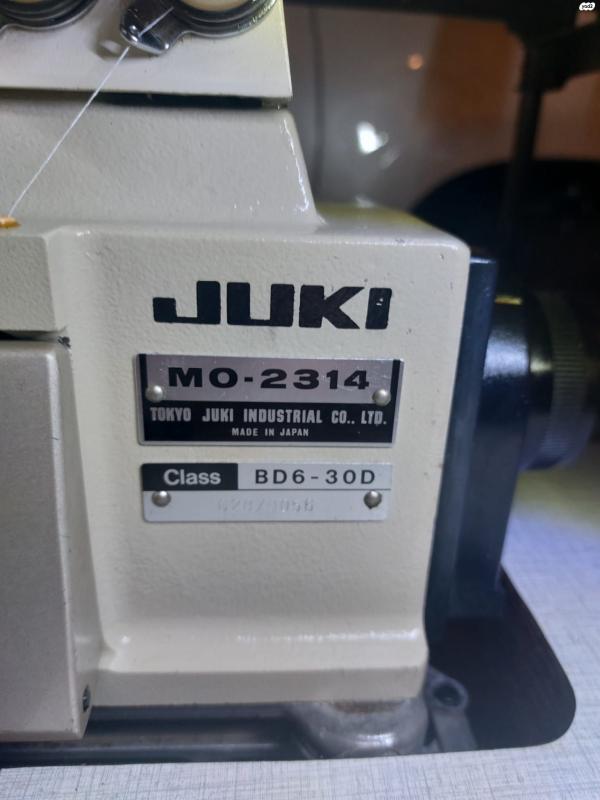 JUKI
MO-2314
TOKYO JUKI INDUSTRIAL CO., LTD.
MADE IN JAPAN
Class BD6-30D